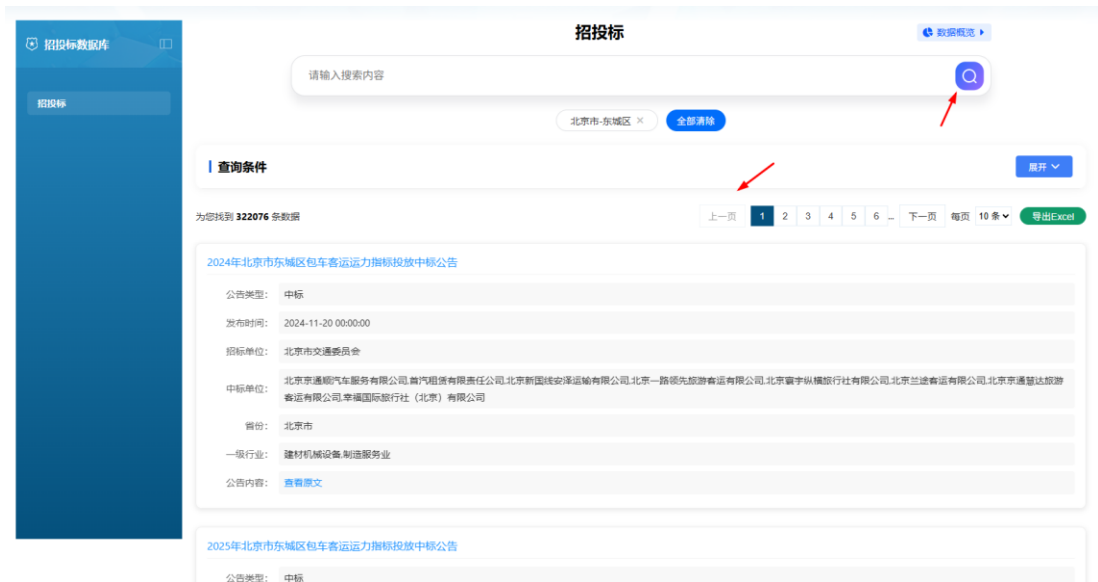 招投标数据库
招投标
招投标
数据概览
请输入搜索内容
北京市-东城区 ×
全部清除
查询条件
展开
为您找到 322076 条数据
上一页 1 2 3 4 5 6 ... 下一页 每页 10 条 导出Excel
2024年北京市东城区包车客运运力指标投放中标公告
公告类型： 中标
发布时间： 2024-11-20 00:00:00
招标单位： 北京市交通委员会
中标单位： 北京京通顺汽车服务有限公司,首汽租赁有限责任公司,北京新国线安泽运输有限公司,北京一路领先旅游客运有限公司,北京寰宇纵横旅行社有限公司,北京兰途客运有限公司,北京京通慧达旅游
客运有限公司,幸福国际旅行社（北京）有限公司
省份： 北京市
一级行业： 建材机械设备,制造服务业
公告内容： 查看原文
2025年北京市东城区包车客运运力指标投放中标公告
公告类型： 中标